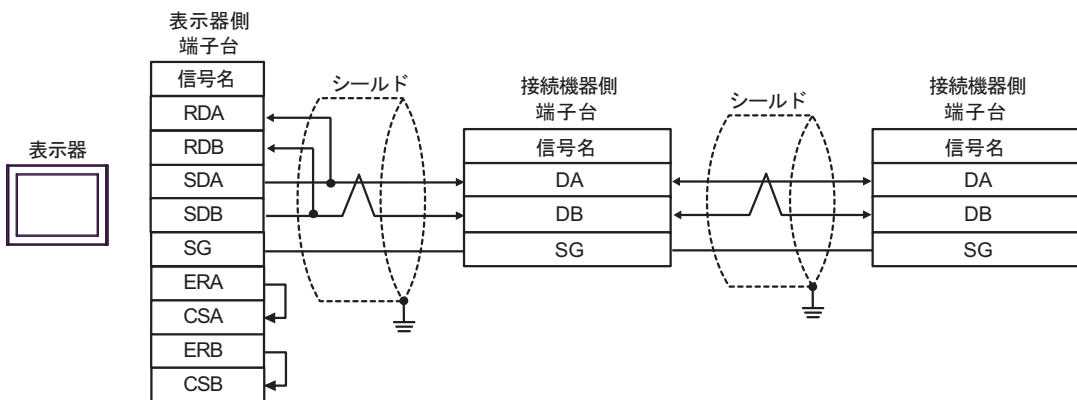 表示器
表示器側
端子台
信号名
RDA
RDB
SDA
SDB
SG
ERA
CSA
ERB
CSB
シールド
接続機器側
端子台
信号名
DA
DB
SG
シールド
接続機器側
端子台
信号名
DA
DB
SG